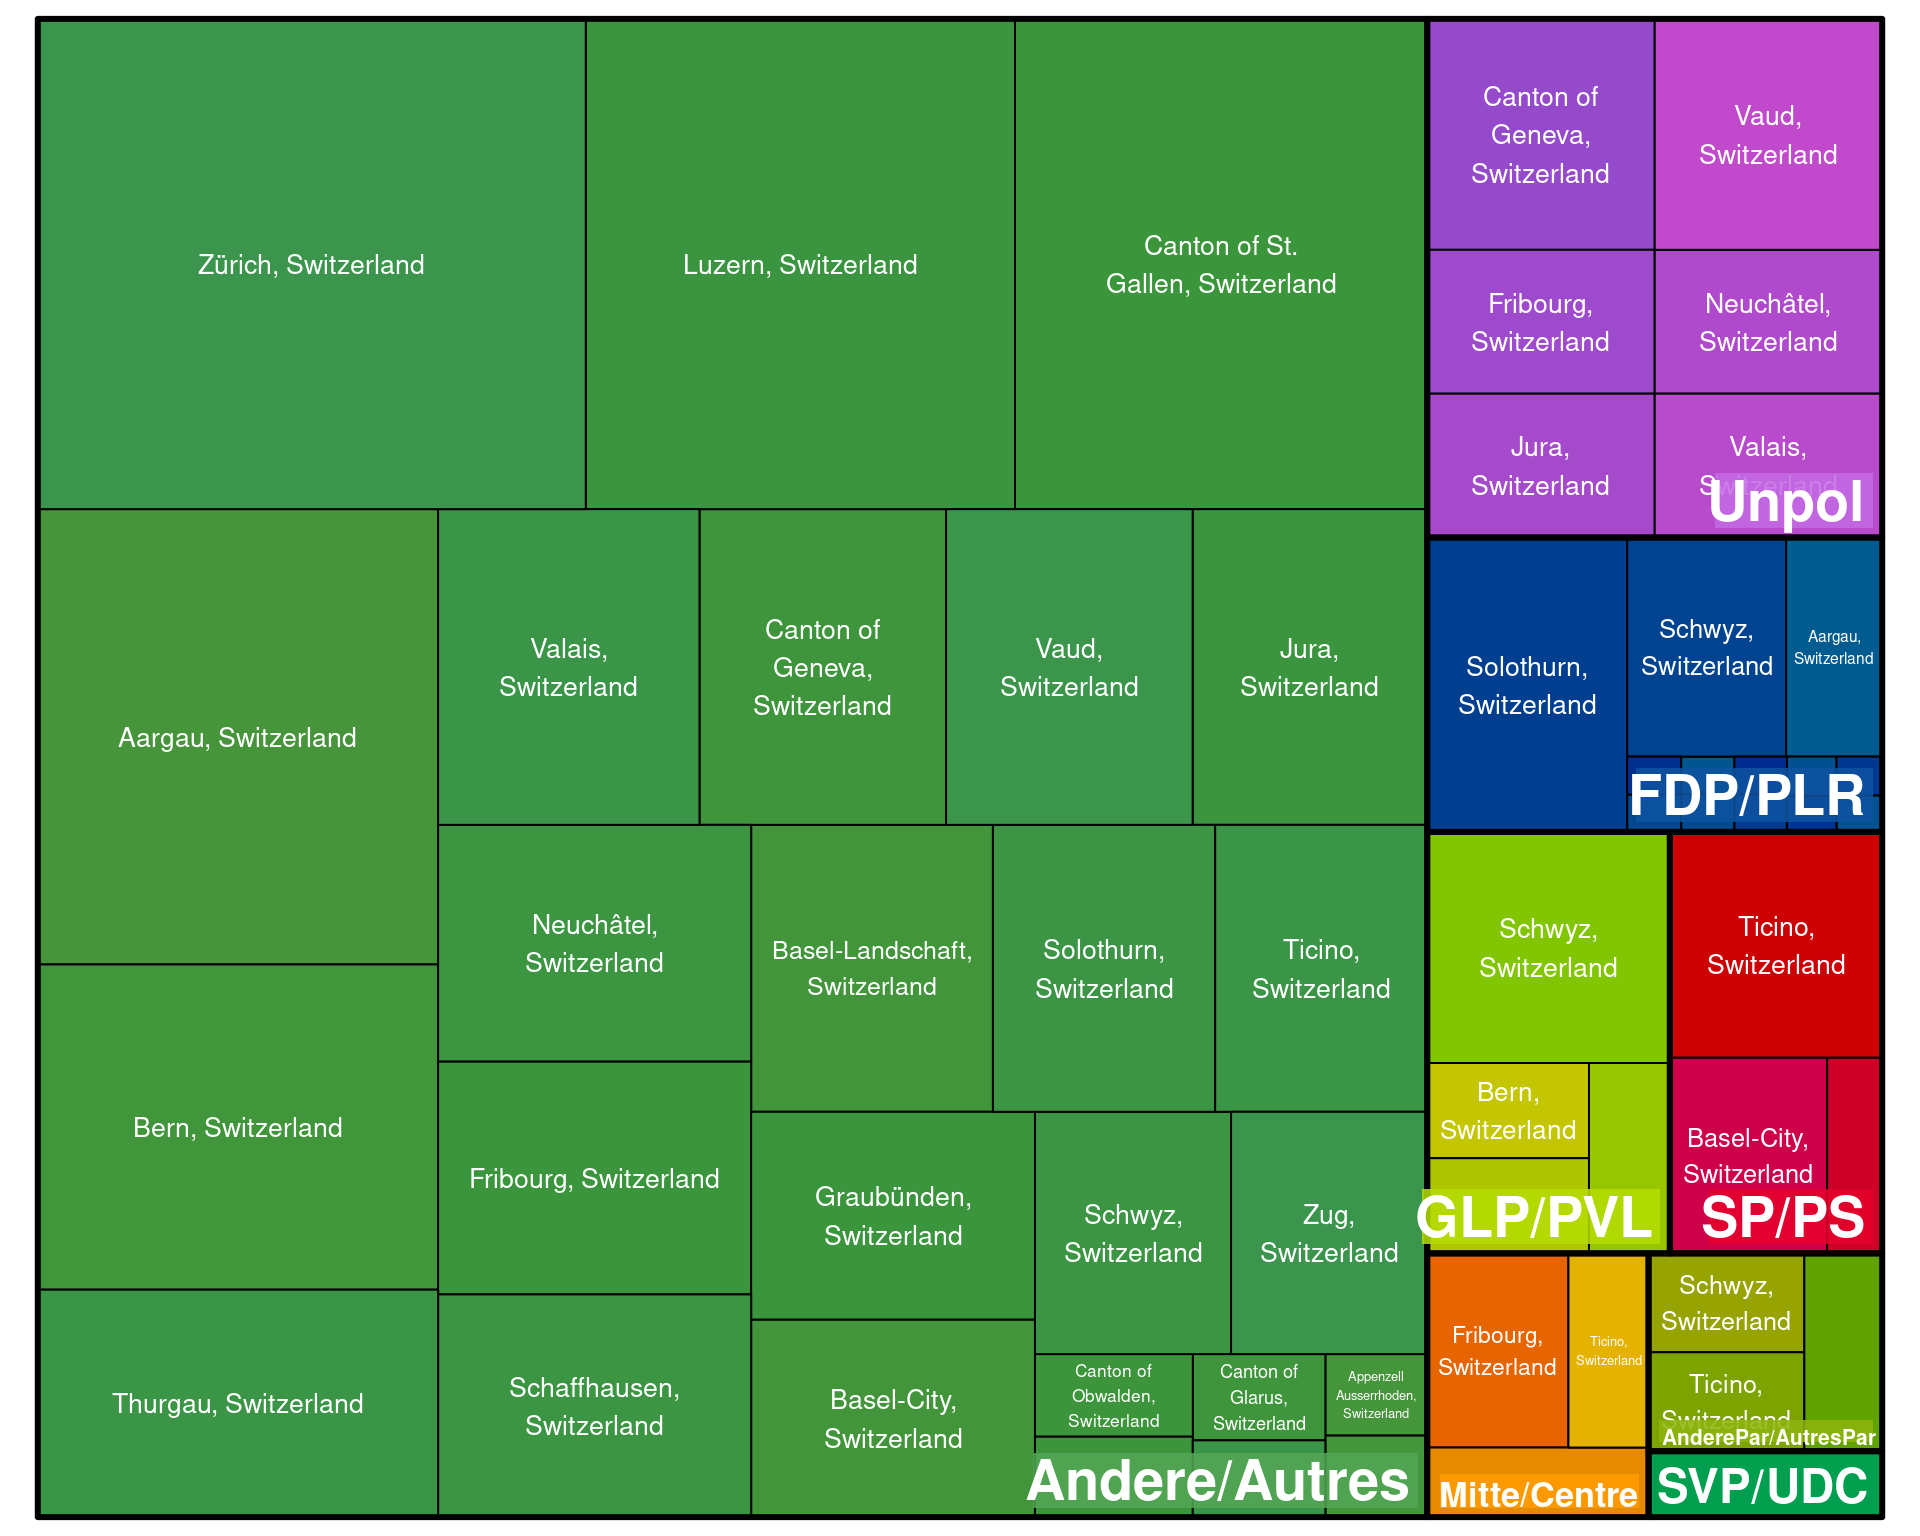 Zürich, Switzerland
Luzern, Switzerland
Canton of St.
Gallen, Switzerland
Aargau, Switzerland
Valais,
Switzerland
Canton of
Geneva,
Switzerland
Vaud,
Switzerland
Jura,
Switzerland
Bern, Switzerland
Neuchâtel,
Switzerland
Basel-Landschaft,
Switzerland
Solothurn,
Switzerland
Ticino,
Switzerland
Fribourg, Switzerland
Graubünden,
Switzerland
Schwyz,
Switzerland
Zug,
Switzerland
Thurgau, Switzerland
Schaffhausen,
Switzerland
Basel-City,
Switzerland
Canton of
Obwalden,
Switzerland
Canton of
Glarus,
Switzerland
Appenzell
Ausserrhoden,
Switzerland
Andere/Autres
Canton of
Geneva,
Switzerland
Vaud,
Switzerland
Fribourg,
Switzerland
Neuchâtel,
Switzerland
Jura,
Switzerland
Valais,
Switzerland
Unpol
Solothurn,
Switzerland
Schwyz,
Switzerland
Aargau,
Switzerland
FDP/PLR
Schwyz,
Switzerland
Bern,
Switzerland
GLP/PVL
Ticino,
Switzerland
Basel-City,
Switzerland
SP/PS
Fribourg,
Switzerland
Ticino,
Switzerland
Mitte/Centre
Schwyz,
Switzerland
Ticino,
Switzerland
AnderePar/AutresPar
SVP/UDC